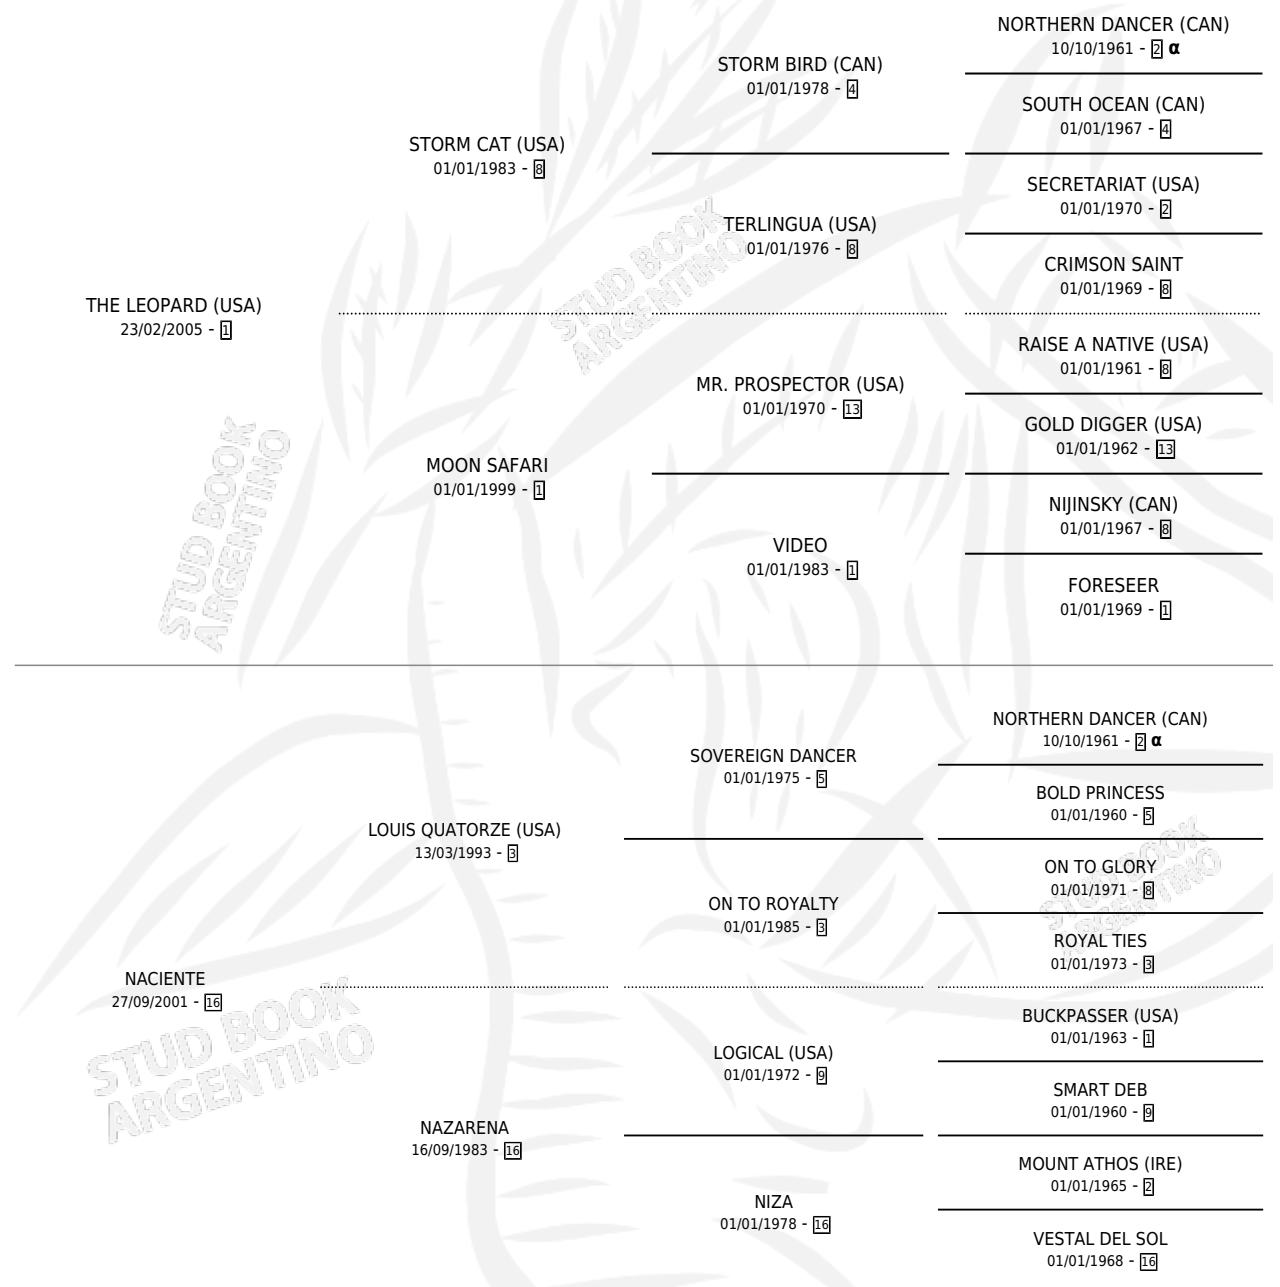 NORTHERN DANCER (CAN)
10/10/1961 - 2 α
STORM BIRD (CAN)
01/01/1978 - 4
SOUTH OCEAN (CAN)
01/01/1967 - 4
STORM CAT (USA)
01/01/1983 - 8
SECRETARIAT (USA)
01/01/1970 - 2
TERLINGUA (USA)
01/01/1976 - 8
CRIMSON SAINT
01/01/1969 - 8
THE LEOPARD (USA)
23/02/2005 - 1
RAISE A NATIVE (USA)
01/01/1961 - 8
MR. PROSPECTOR (USA)
01/01/1970 - 13
GOLD DIGGER (USA)
01/01/1962 - 13
MOON SAFARI
01/01/1999 - 1
NIJINSKY (CAN)
01/01/1967 - 8
VIDEO
01/01/1983 - 1
FORESEER
01/01/1969 - 1
NORTHERN DANCER (CAN)
10/10/1961 - 2 α
SOVEREIGN DANCER
01/01/1975 - 5
BOLD PRINCESS
01/01/1960 - 5
LOUIS QUATORZE (USA)
13/03/1993 - 3
ON TO GLORY
01/01/1971 - 8
ON TO ROYALTY
01/01/1985 - 3
ROYAL TIES
01/01/1973 - 3
NACIENTE
27/09/2001 - 16
BUCKPASSER (USA)
01/01/1963 - 1
LOGICAL (USA)
01/01/1972 - 9
SMART DEB
01/01/1960 - 9
NAZARENA
16/09/1983 - 16
MOUNT ATHOS (IRE)
01/01/1965 - 2
NIZA
01/01/1978 - 16
VESTAL DEL SOL
01/01/1968 - 16
STUD BOOK
ARGENTINO
STUD BOOK
ARGENTINO
STUD BOOK
ARGENTINO
STUD BOOK
ARGENTINO